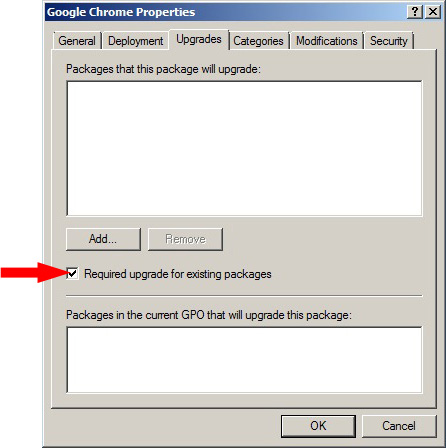 Google Chrome Properties
General Deployment Upgrades Categories Modifications Security
Packages that this package will upgrade:
Add... Remove
Required upgrade for existing packages
Packages in the current GPO that will upgrade this package:
OK Cancel